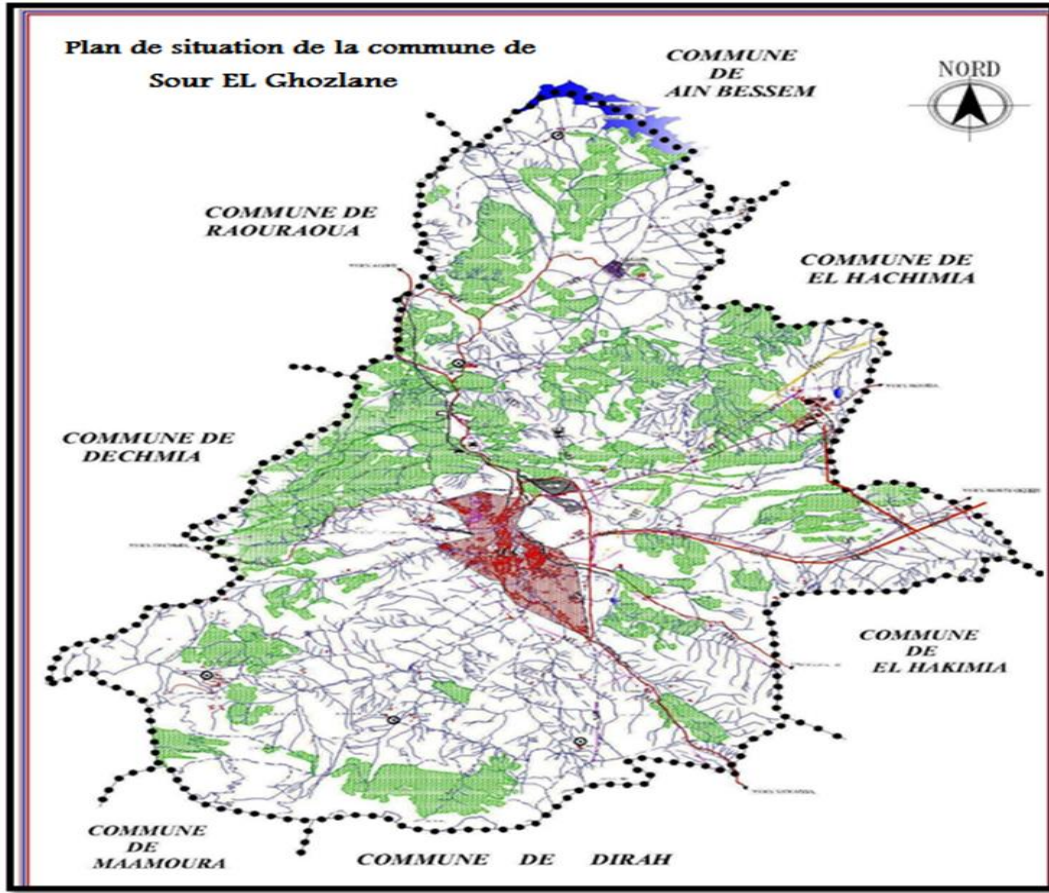 Plan de situation de la commune de
Sour EL Ghozlane
COMMUNE
DE
AIN BESSEM
NORD
COMMUNE DE
RAOURAOUA
COMMUNE DE
EL HACHIMIA
COMMUNE DE
DECHMIA
COMMUNE
DE
EL HAKIMIA
COMMUNE
DE
MAAMOURA
COMMUNE DE DIRAH